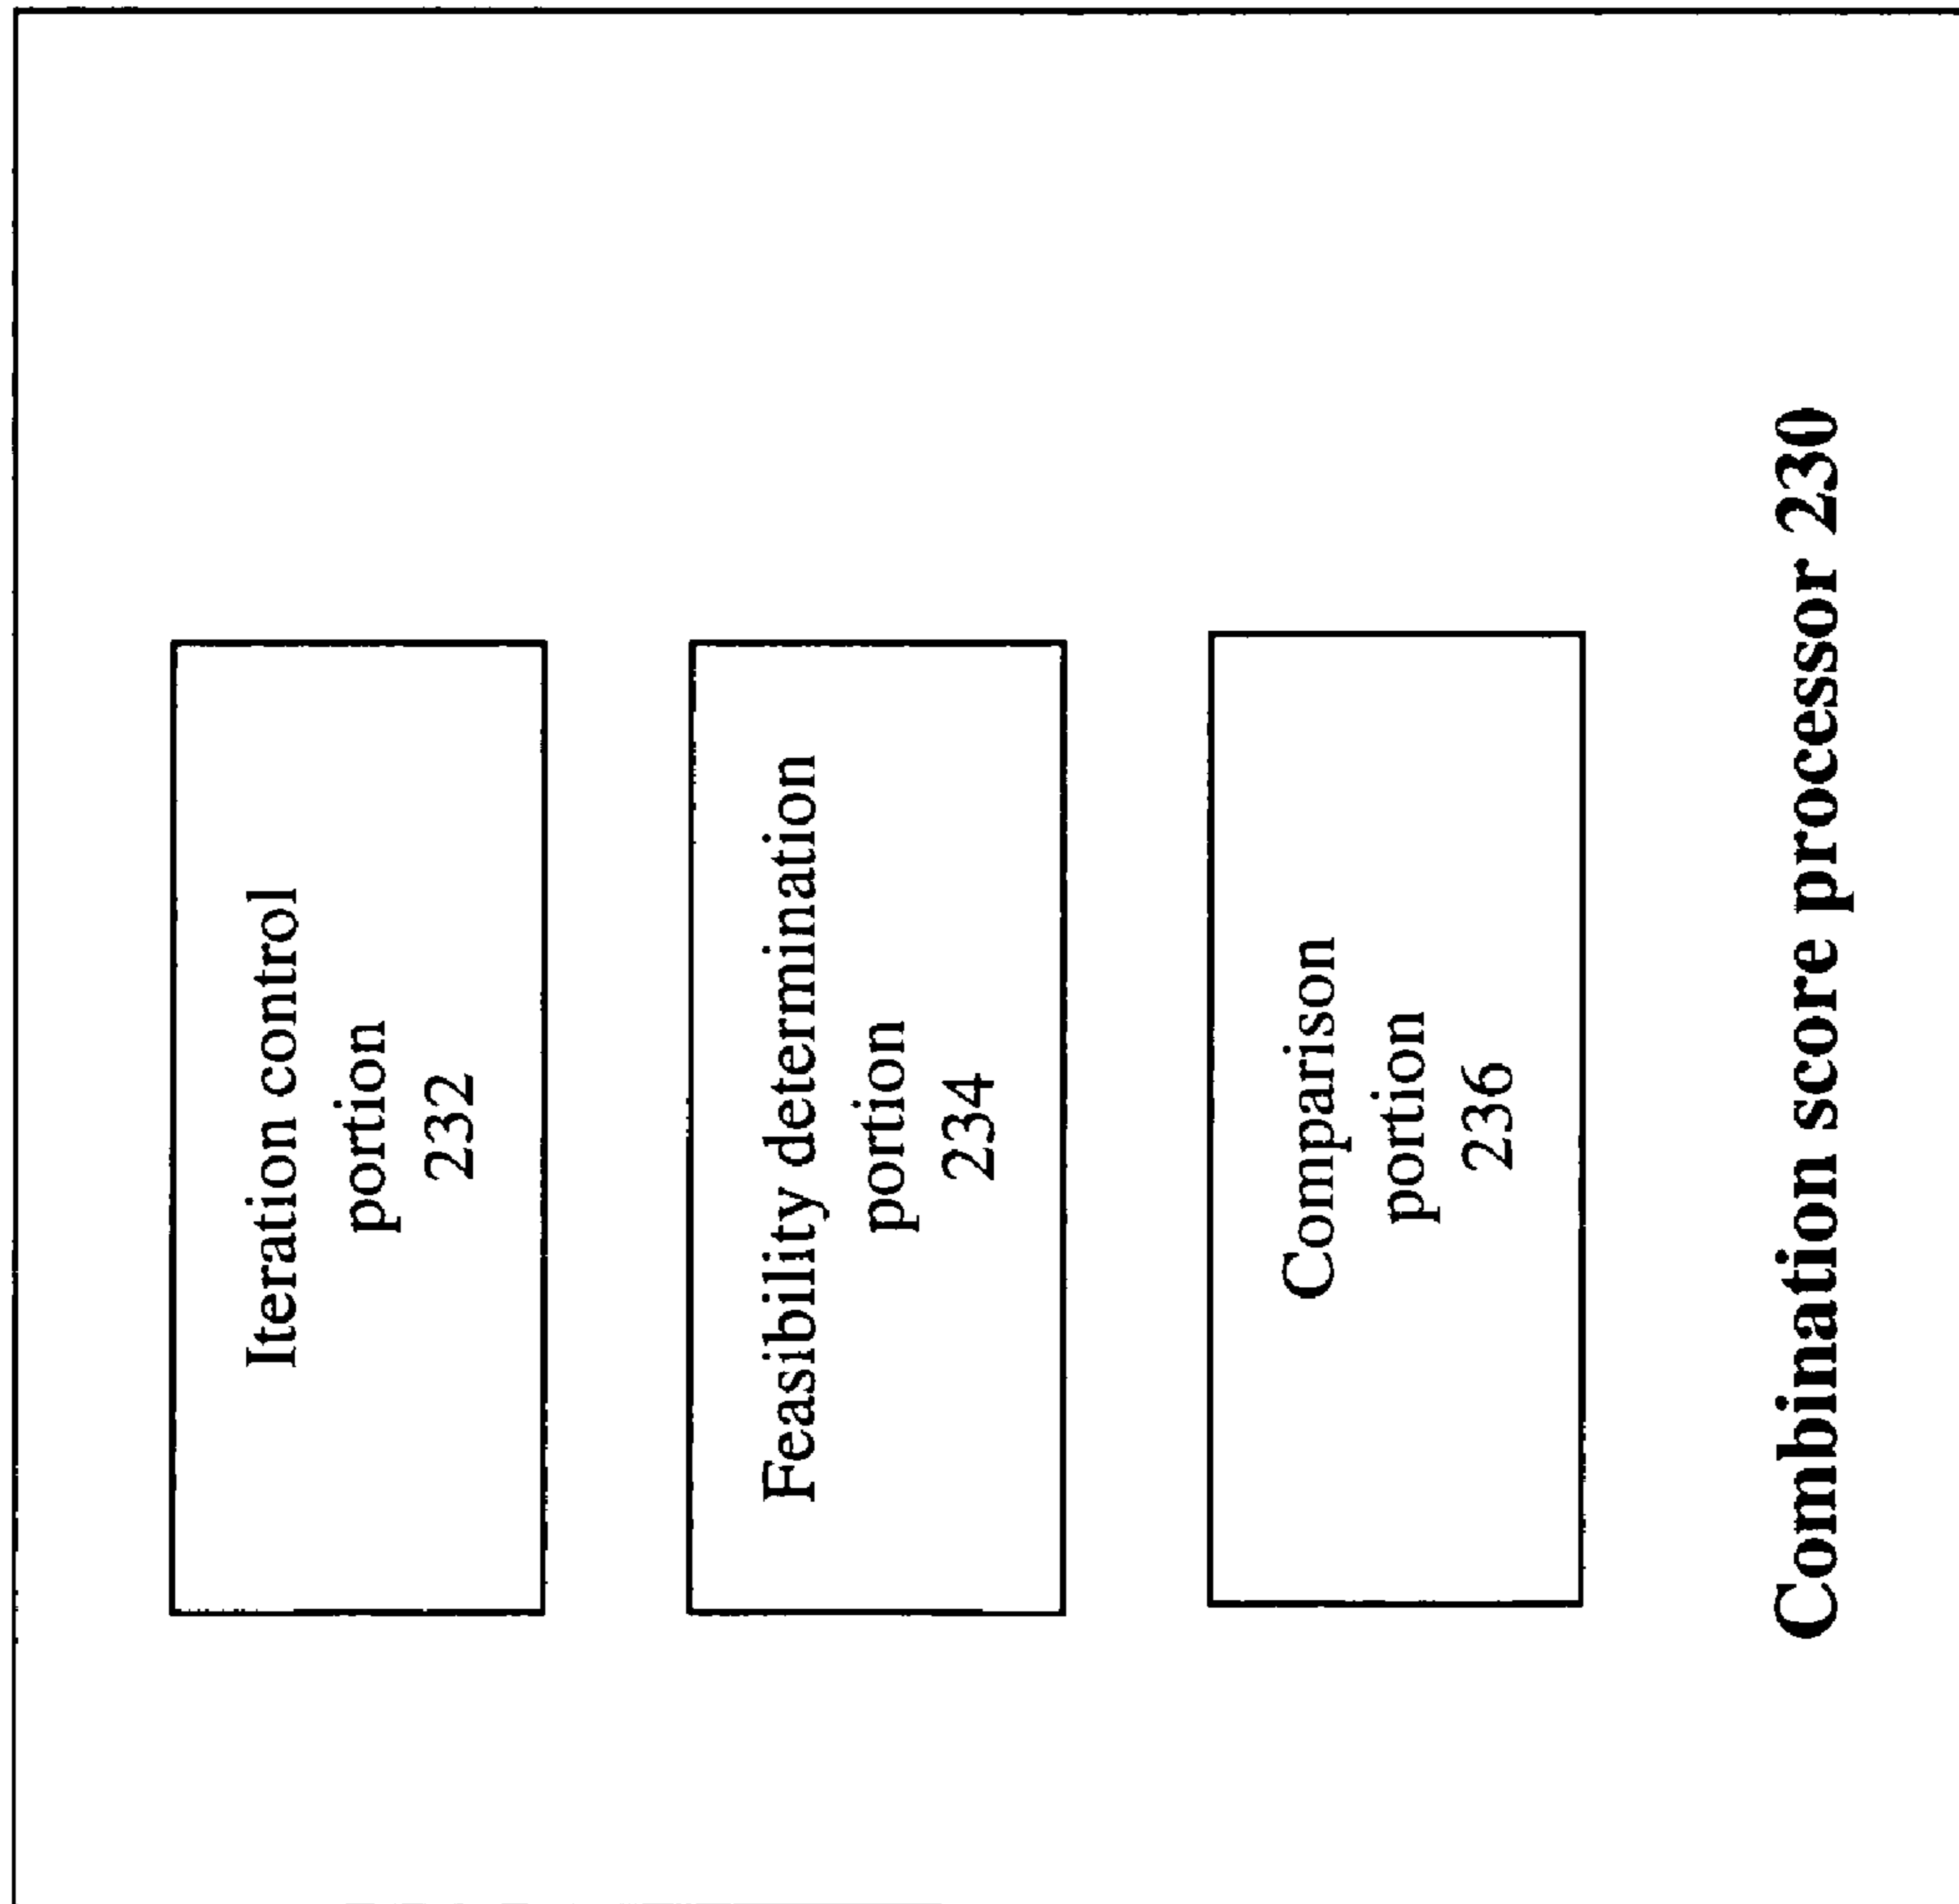 Iteration control
portion
232
Feasibility determination
portion
234
Comparison
portion
236
Combination score processor 230